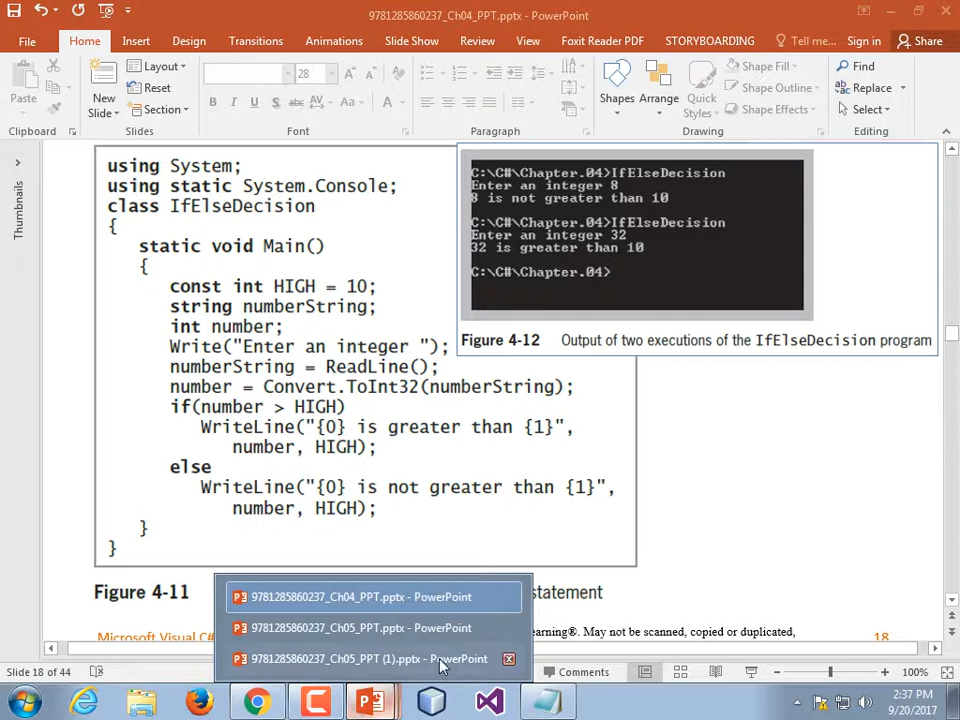 9781285860237_Ch04_PPT.pptx - PowerPoint
File Home Insert Design Transitions Animations Slide Show Review View Foxit Reader PDF STORYBOARDING Tell me... Sign in Share
Paste
New Slide
Layout
Reset
Section
28
B I U S abc AV Aa A
Shapes
Arrange
Quick Styles
Shape Fill
Shape Outline
Shape Effects
Find
Replace
Select
Clipboard Slides Font Paragraph Drawing Editing
Thumbnails
using System;
using static System.Console;
class IfElseDecision
{
static void Main()
{
const int HIGH = 10;
string numberString;
int number;
Write("Enter an integer ");
numberString = ReadLine();
number = Convert.ToInt32(numberString);
if(number > HIGH)
WriteLine("{0} is greater than {1}",
number, HIGH);
else
WriteLine("{0} is not greater than {1}",
number, HIGH);
}
}
C:\C#\Chapter.04>IfElseDecision
Enter an integer 8
8 is not greater than 10
C:\C#\Chapter.04>IfElseDecision
Enter an integer 32
32 is greater than 10
C:\C#\Chapter.04>
Figure 4-12 Output of two executions of the IfElseDecision program
Figure 4-11
statement
Microsoft Visual C#
earning®. May not be scanned, copied or duplicated,
18
9781285860237_Ch04_PPT.pptx - PowerPoint
9781285860237_Ch05_PPT.pptx - PowerPoint
9781285860237_Ch05_PPT (1).pptx - PowerPoint
Slide 18 of 44
Comments
100%
2:37 PM
9/20/2017